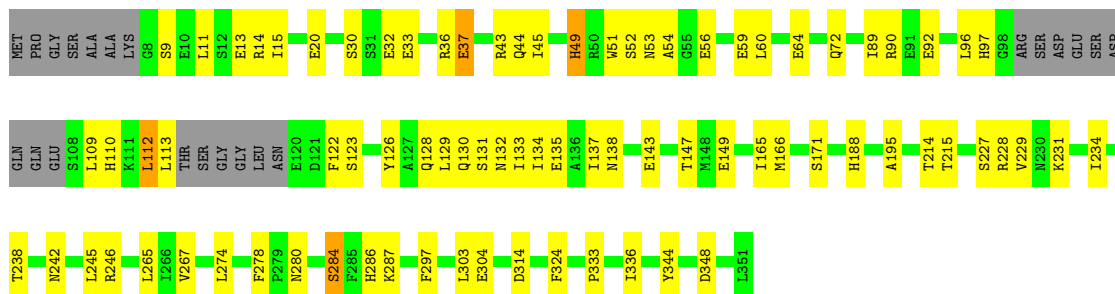 MET PRO GLY SER ALA ALA LYS G8 S9 E10 L11 S12 E13 R14 I15 E20 S30 S31 E32 E33 R36 E37 R43 Q44 I45 H49 R50 W51 S52 N53 A54 G55 E56 E59 L60 E64 Q72 I89 R90 E91 E92 L96 H97 G98 ARG SER ASP GLU SER ASP
GLN GLN GLU S108 L109 H110 K111 L112 L113 THR SER GLY GLY LEU ASN E120 D121 F122 S123 Y126 A127 Q128 L129 Q130 S131 N132 I133 I134 E135 A136 I137 N138 E143 T147 M148 E149 I165 M166 S171 H188 A195 T214 T215 S227 R228 V229 N230 K231 I234
T238 N242 L245 R246 L265 I266 V267 L274 F278 P279 N280 S284 F285 H286 K287 F297 L303 E304 D314 F324 P333 I336 Y344 D348 L351